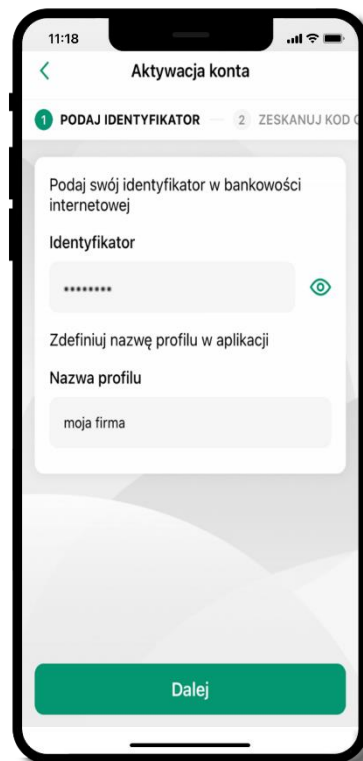 11:18
Aktywacja konta
1 PODAJ IDENTYFIKATOR 2 ZESKANUJ KOD
Podaj swój identyfikator w bankowości
internetowej
Identyfikator
••••••••
Zdefiniuj nazwę profilu w aplikacji
Nazwa profilu
moja firma
Dalej